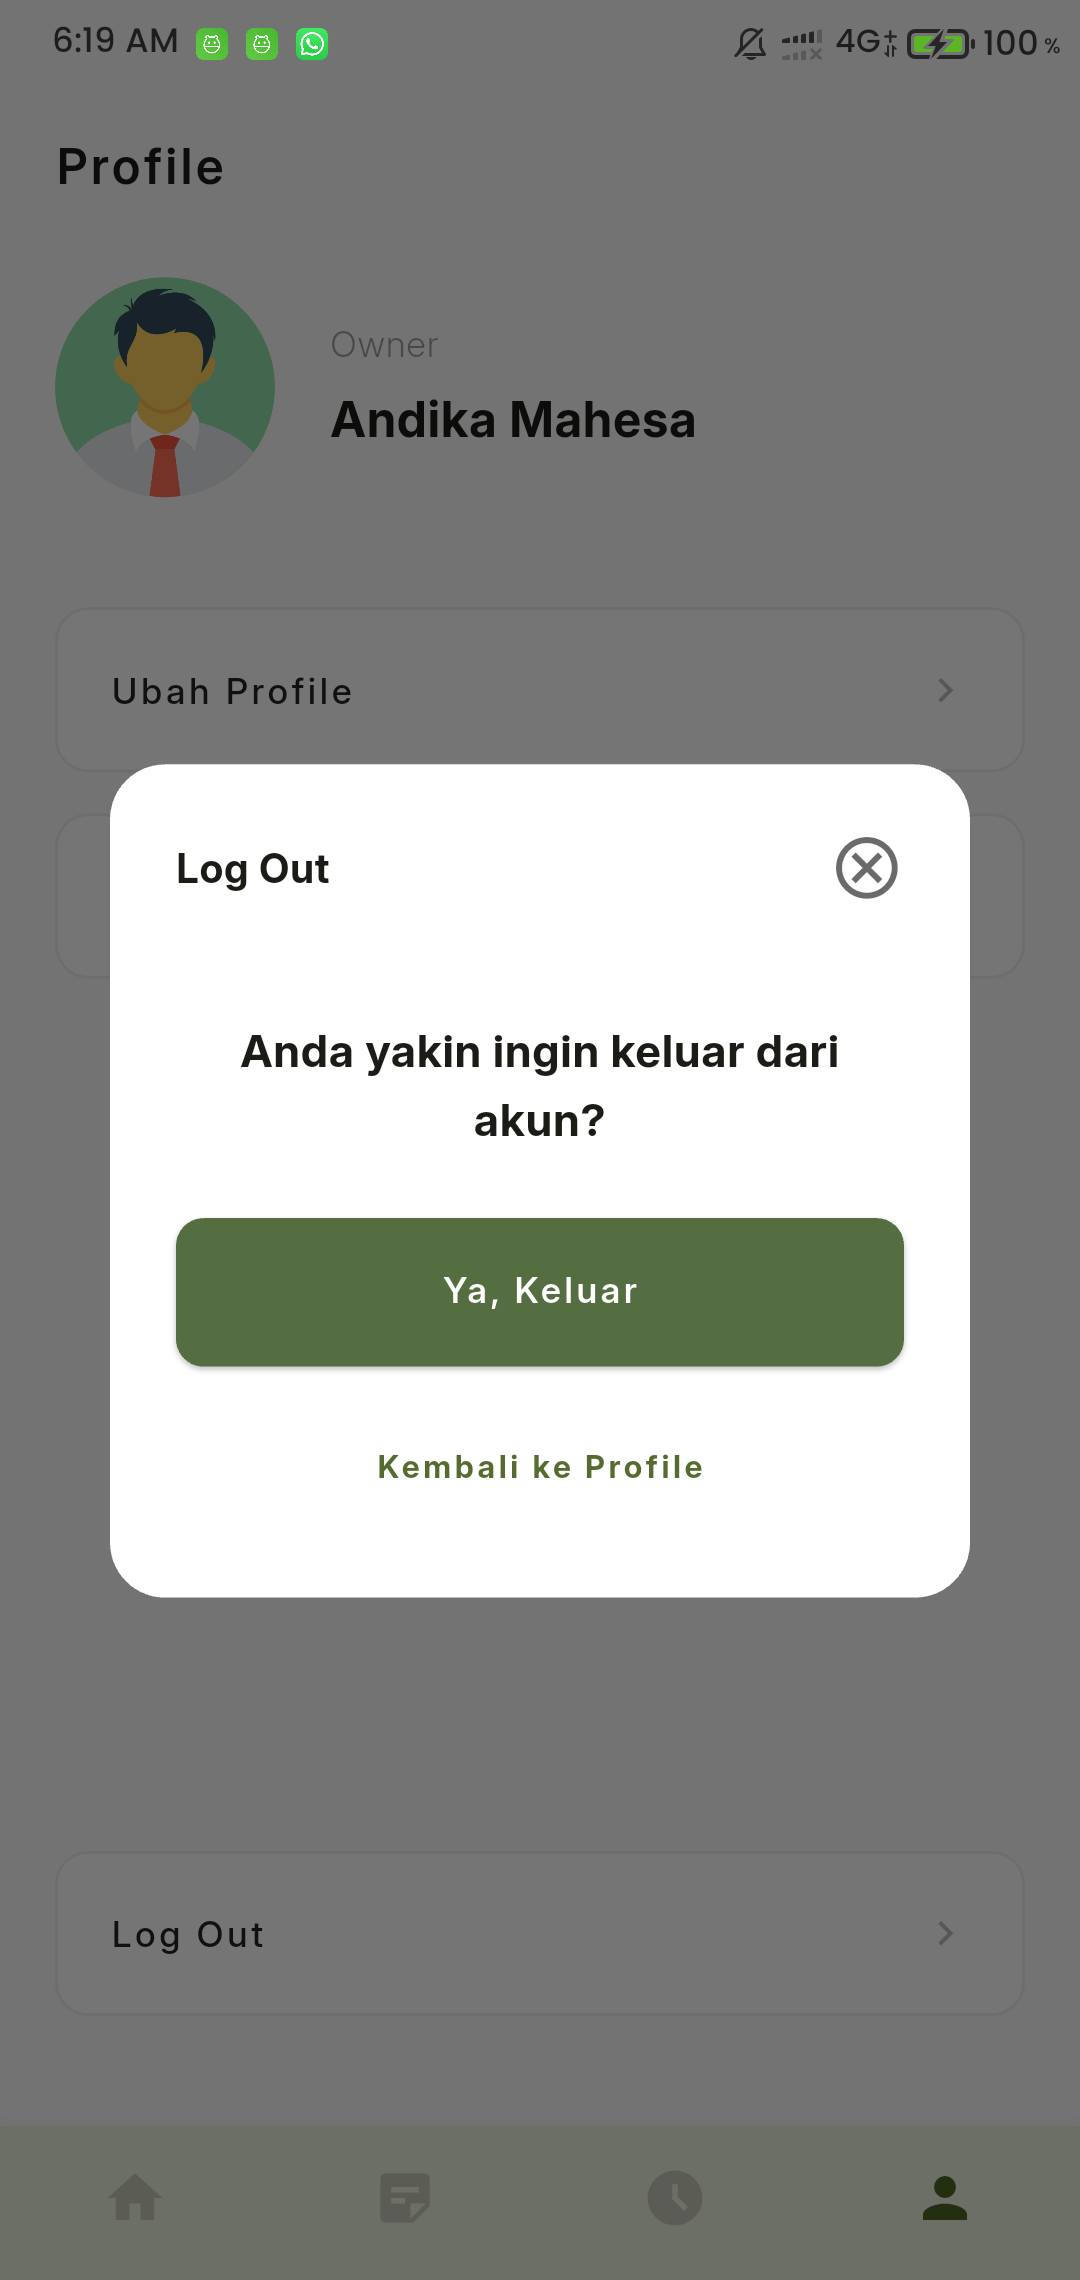 6:19 AM 4G 100 %
Profile
Owner
Andika Mahesa
Ubah Profile
Log Out
Anda yakin ingin keluar dari
akun?
Ya, Keluar
Kembali ke Profile
Log Out